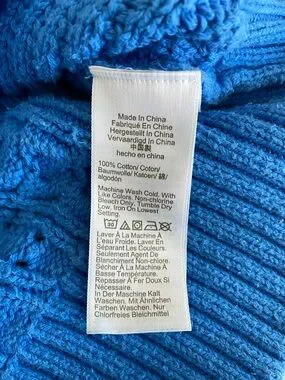 Made In China
Fabriqué En Chine
Hergestellt In China
Vervaardigd In China
中国製
hecho en china
100% Cotton/ Coton/
Baumwolle/ Katoen/ 綿/
algodón
Machine Wash Cold. With
Like Colors. Non-chlorine
Bleach Only. Tumble Dry
Low. Iron On Lowest
Setting.
30
Laver À La Machine À
L'eau Froide. Laver En
Séparant Les Couleurs.
Seulement Agent De
Blanchiment Non-chlore.
Sécher À La Machine À
Basse Température.
Repasser À Fer Doux Si
Nécessaire.
In Der Maschine Kalt
Waschen. Mit Ähnlichen
Farben Waschen. Nur
Chlorfreies Bleichmittel